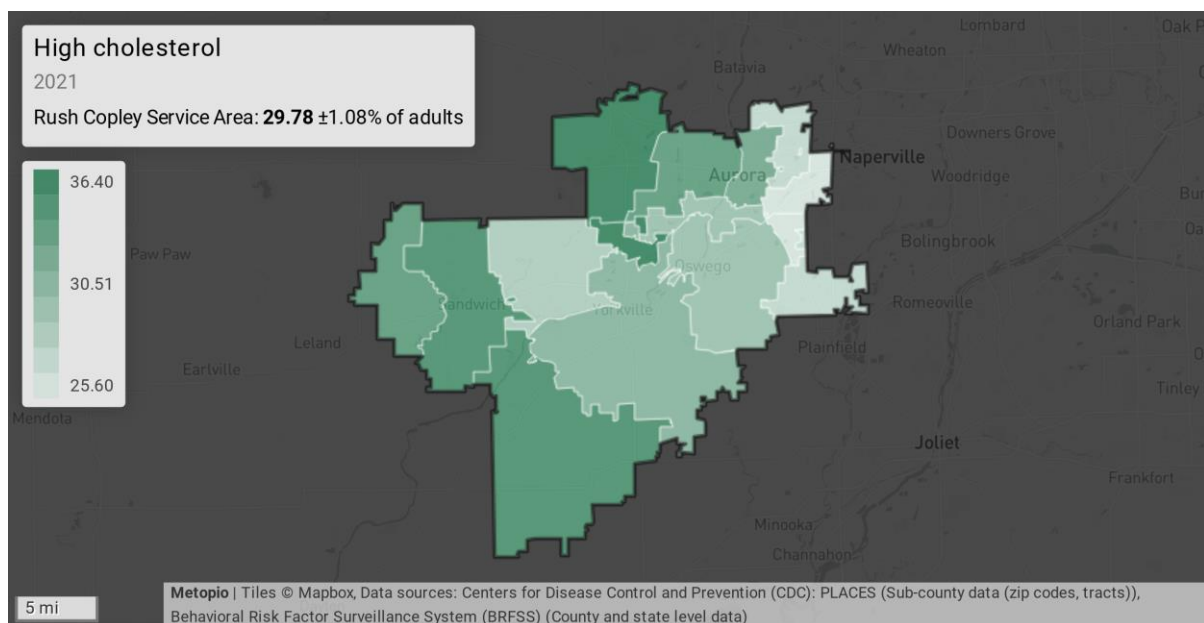 High cholesterol
2021
Rush Copley Service Area: 29.78 ±1.08% of adults
36.40
30.51
25.60
Lombard
Oak P
Wheaton
Batavia
Downers Grove
Naperville
Woodridge
Aurora
Bolingbrook
Paw Paw
Oswego
Romeoville
Sandwich
Yorkville
Orland Park
Leland
Plainfield
Earlville
Tinley
Mendota
Joliet
Frankfort
Minooka
Channahon
5 mi
Metopio | Tiles © Mapbox, Data sources: Centers for Disease Control and Prevention (CDC): PLACES (Sub-county data (zip codes, tracts)),
Behavioral Risk Factor Surveillance System (BRFSS) (County and state level data)